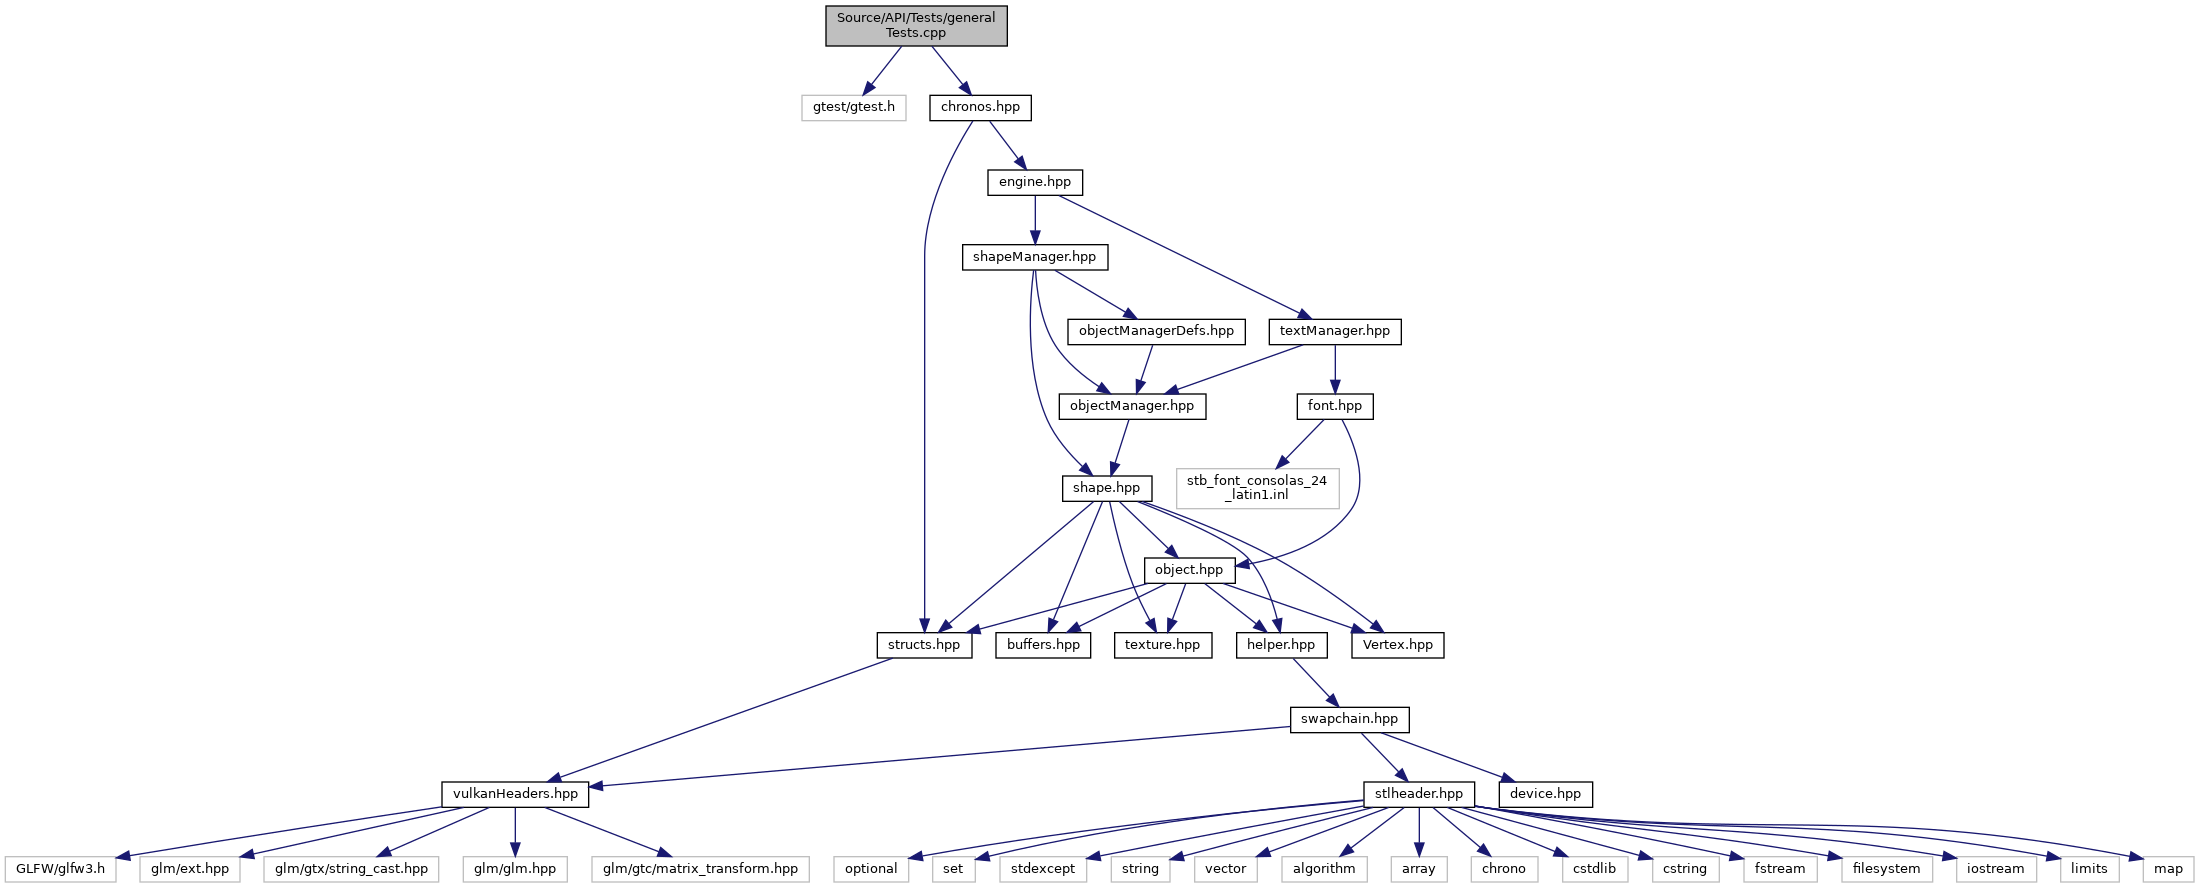 Source/API/Tests/general
Tests.cpp
gtest/gtest.h
chronos.hpp
engine.hpp
shapeManager.hpp
objectManagerDefs.hpp
textManager.hpp
objectManager.hpp
font.hpp
shape.hpp
stb_font_consolas_24
_latin1.inl
object.hpp
structs.hpp
buffers.hpp
texture.hpp
helper.hpp
Vertex.hpp
swapchain.hpp
vulkanHeaders.hpp
stlheader.hpp
device.hpp
GLFW/glfw3.h
glm/ext.hpp
glm/gtx/string_cast.hpp
glm/glm.hpp
glm/gtc/matrix_transform.hpp
optional
set
stdexcept
string
vector
algorithm
array
chrono
cstdlib
cstring
fstream
filesystem
iostream
limits
map